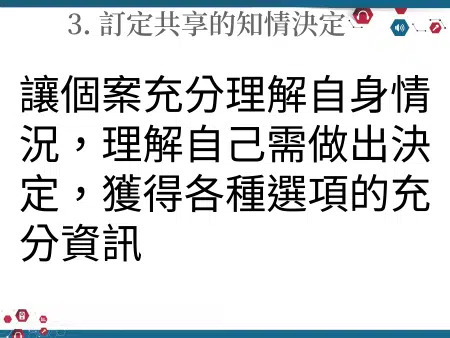 3. 訂定共享的知情決定
讓個案充分理解自身情
況，理解自己需做出決
定，獲得各種選項的充
分資訊